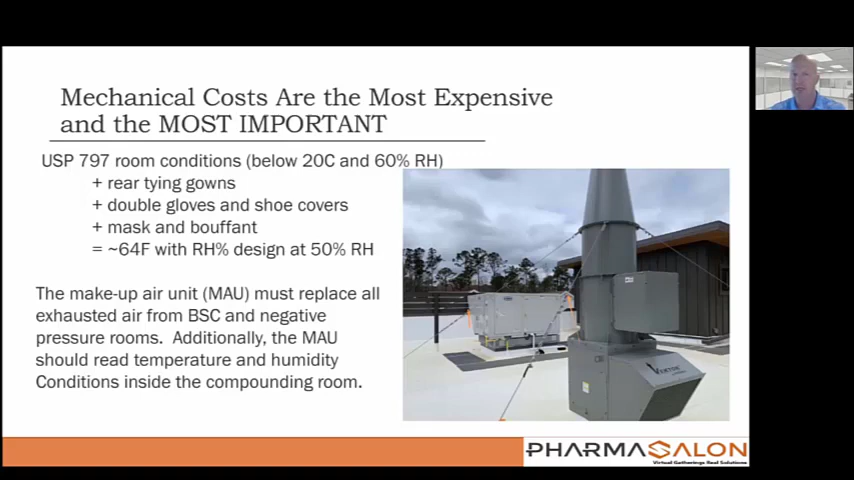 Mechanical Costs Are the Most Expensive
and the MOST IMPORTANT
USP 797 room conditions (below 20C and 60% RH)
+ rear tying gowns
+ double gloves and shoe covers
+ mask and bouffant
= ~64F with RH% design at 50% RH
The make-up air unit (MAU) must replace all
exhausted air from BSC and negative
pressure rooms. Additionally, the MAU
should read temperature and humidity
Conditions inside the compounding room.
PHARMASALON
Virtual Gatherings Real Solutions